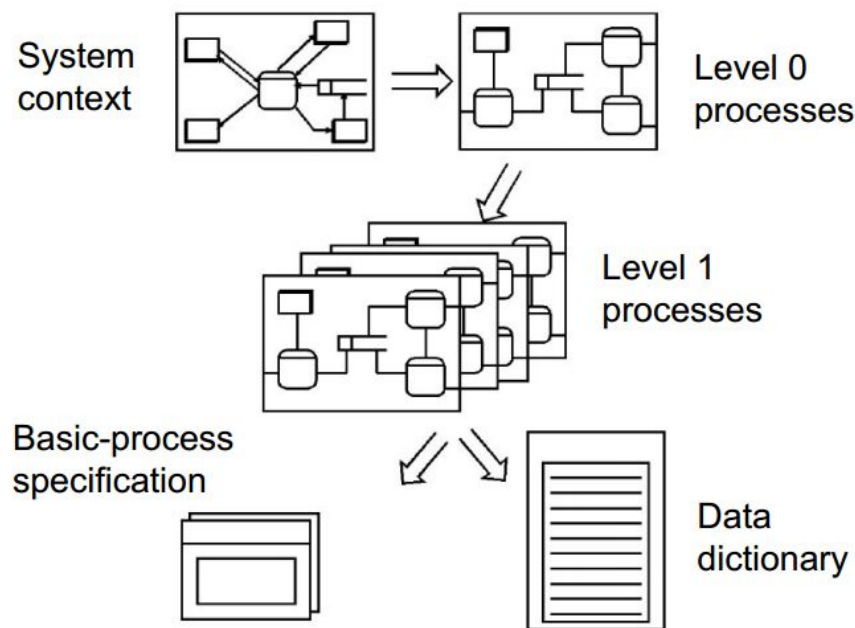 System
context
Level 0
processes
Level 1
processes
Basic-process
specification
Data
dictionary